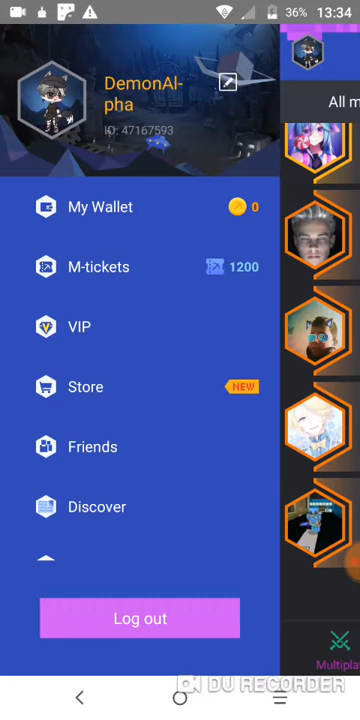 36% 13:34
DemonAl-
pha
ID: 47167593
All m
My Wallet 0
M-tickets 1200
VIP
Store NEW
Friends
Discover
Log out
Multipla
DU RECORDER